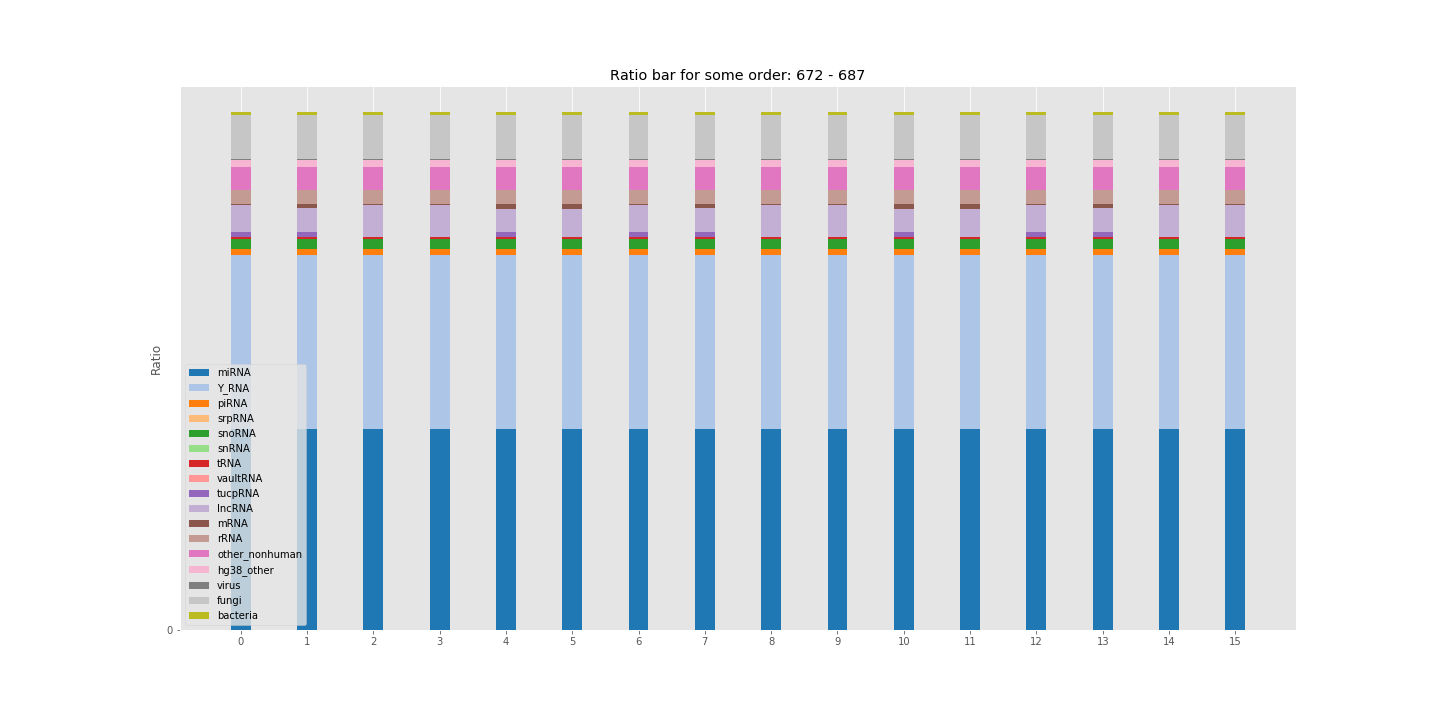 Ratio bar for some order: 672 - 687
Ratio
miRNA
Y_RNA
piRNA
srpRNA
snoRNA
snRNA
tRNA
vaultRNA
tucpRNA
lncRNA
mRNA
rRNA
other_nonhuman
hg38_other
virus
fungi
bacteria
0
0 1 2 3 4 5 6 7 8 9 10 11 12 13 14 15